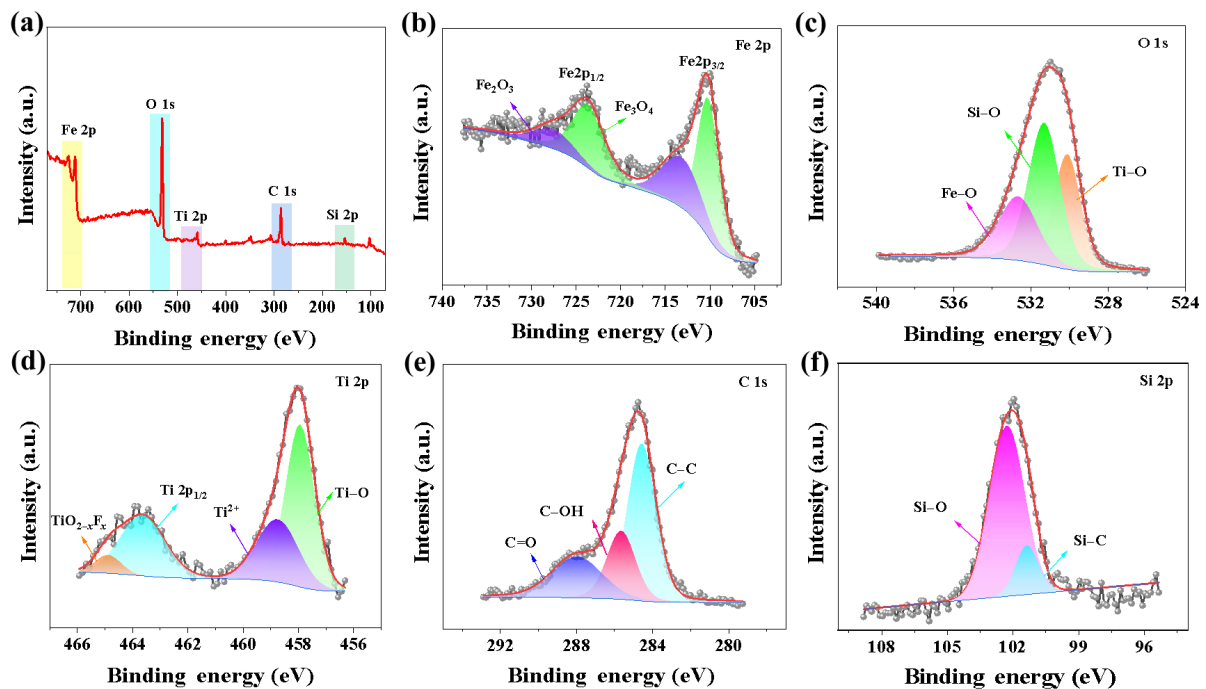 (a)
Fe 2p
O 1s
Ti 2p
C 1s
Si 2p
Intensity (a.u.)
700 600 500 400 300 200 100
Binding energy (eV)
(b)
Fe 2p
Fe2p3/2
Fe2p1/2
Fe2O3
Fe3O4
Intensity (a.u.)
740 735 730 725 720 715 710 705
Binding energy (eV)
(c)
O 1s
Si–O
Ti–O
Fe–O
Intensity (a.u.)
540 536 532 528 524
Binding energy (eV)
(d)
Ti 2p
Ti 2p1/2
TiO2–xFx
Ti2+
Ti–O
Intensity (a.u.)
466 464 462 460 458 456
Binding energy (eV)
(e)
C 1s
C–C
C–OH
C=O
Intensity (a.u.)
292 288 284 280
Binding energy (eV)
(f)
Si 2p
Si–O
Si–C
Intensity (a.u.)
108 105 102 99 96
Binding energy (eV)